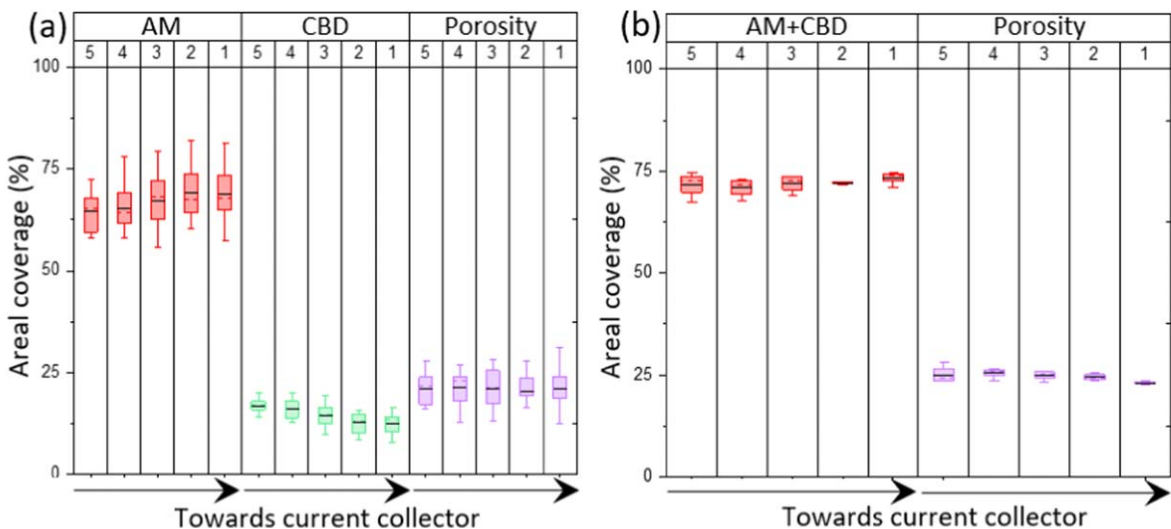 (a)
AM CBD Porosity
5 4 3 2 1 5 4 3 2 1 5 4 3 2 1
100
75
50
25
0
Areal coverage (%)
Towards current collector
(b)
AM+CBD Porosity
5 4 3 2 1 5 4 3 2 1
100
75
50
25
0
Areal coverage (%)
Towards current collector